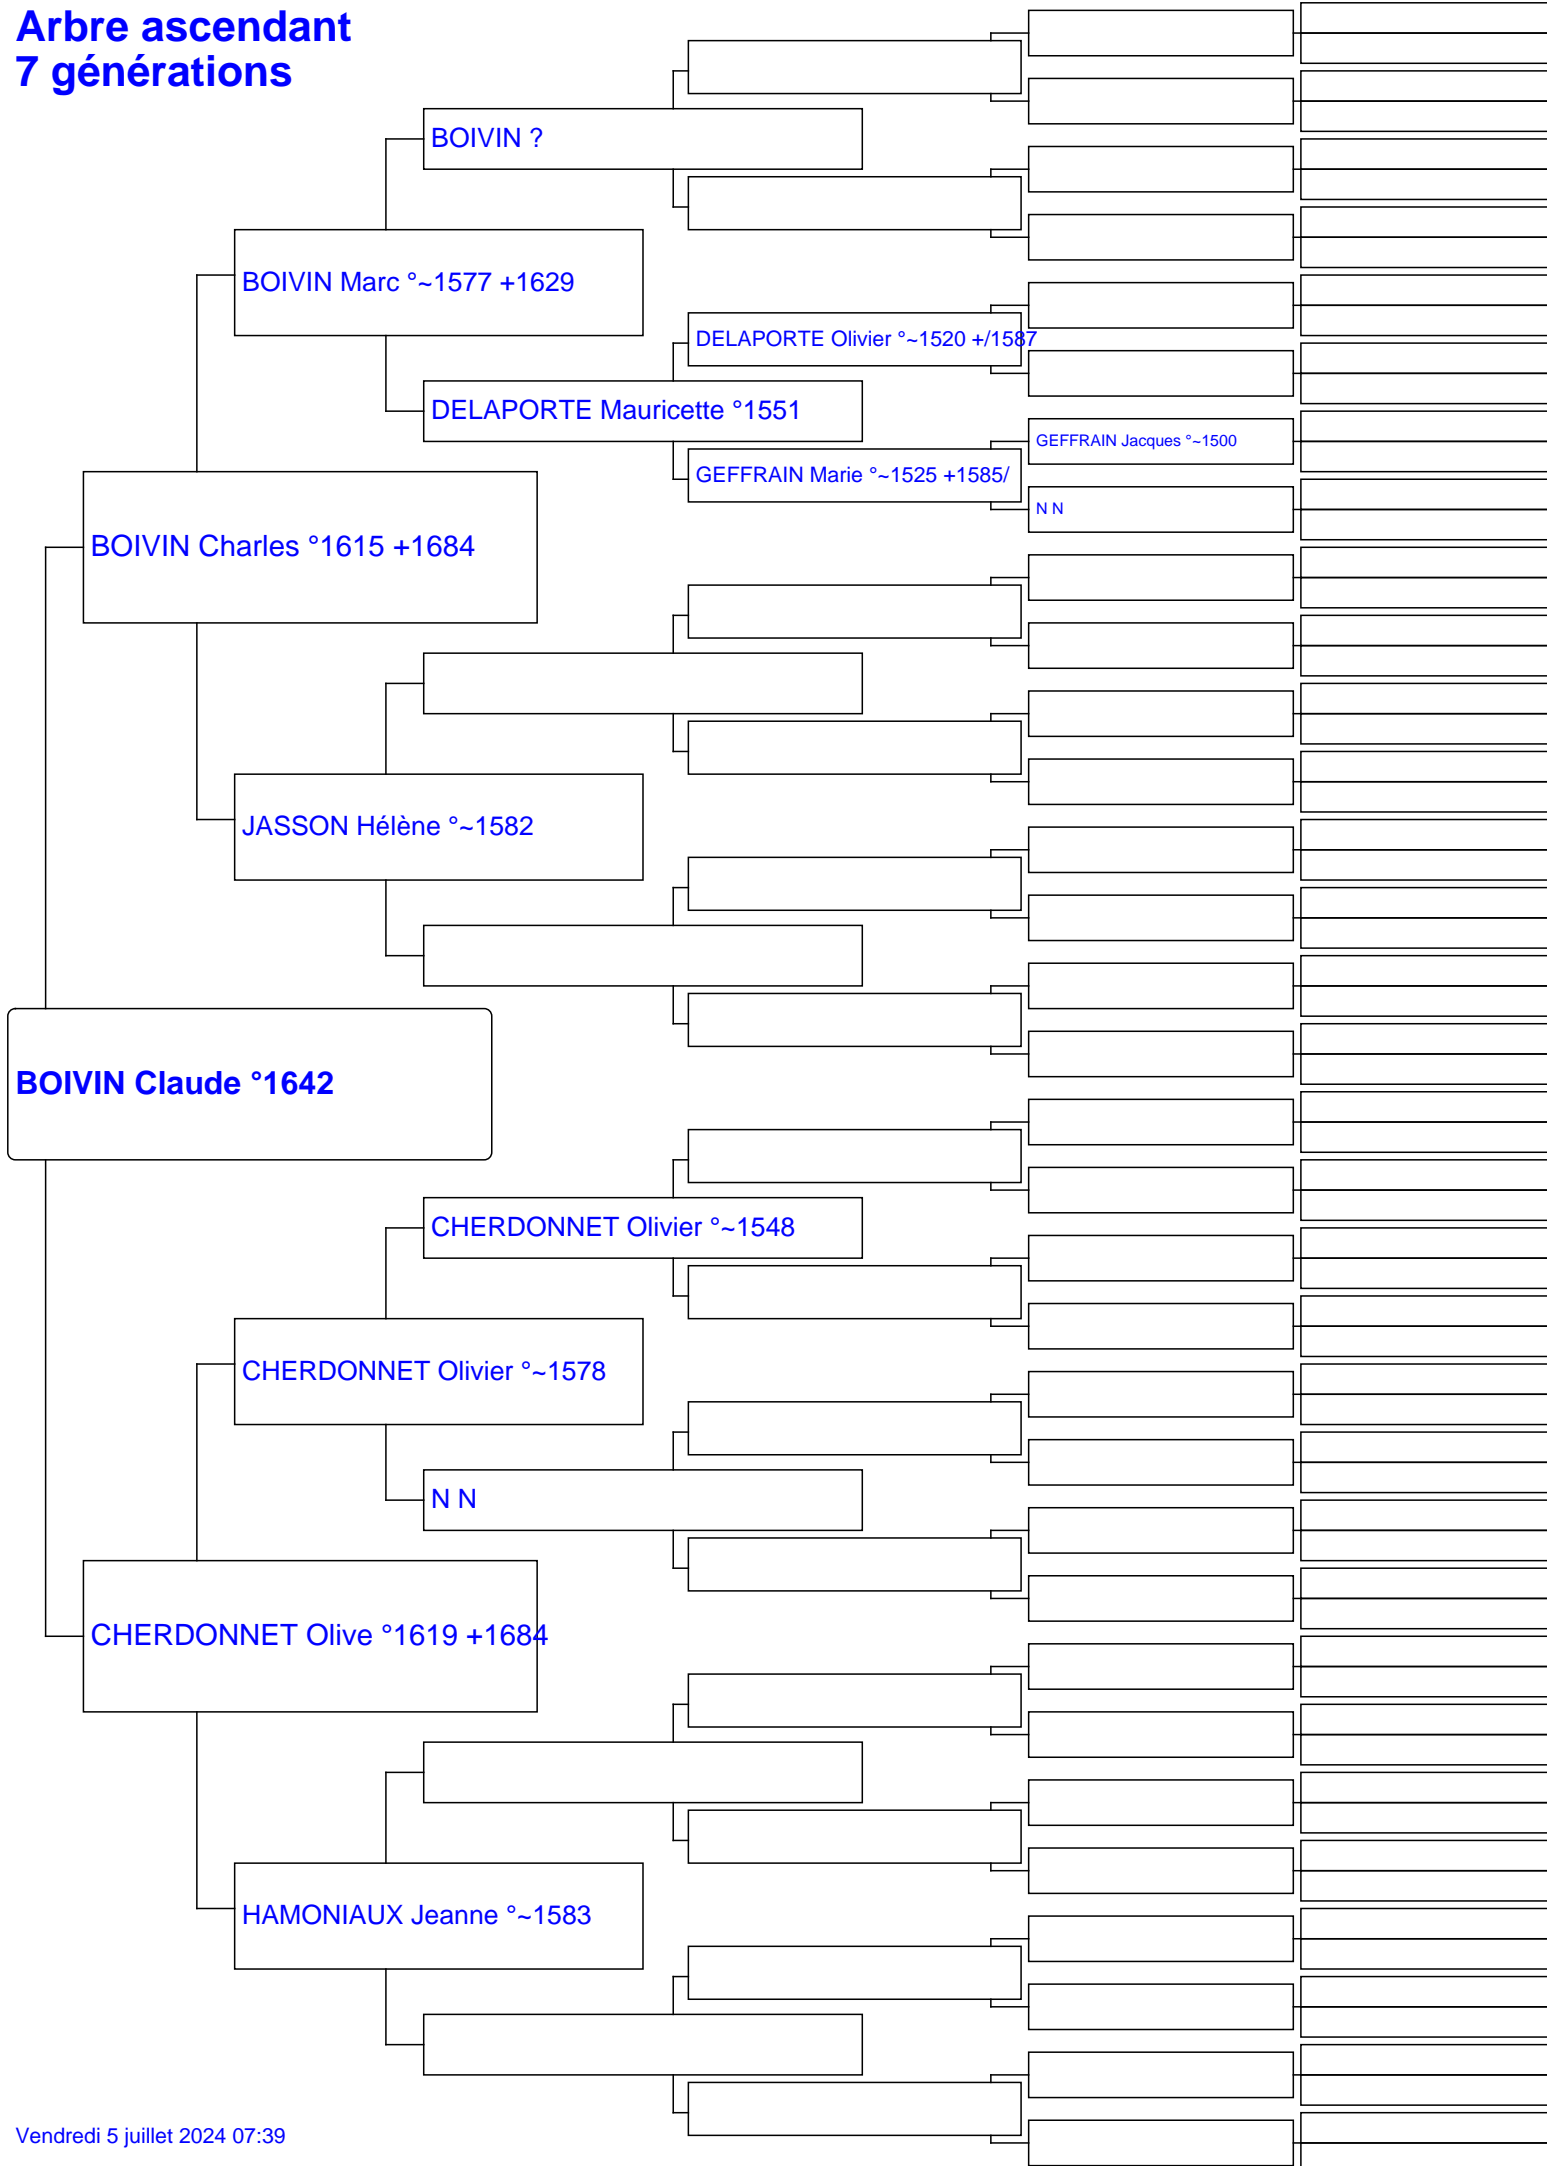 Arbre ascendant
7 générations
BOIVIN ?
BOIVIN Marc °~1577 +1629
DELAPORTE Olivier °~1520 +/1587
DELAPORTE Mauricette °1551
GEFFRAIN Jacques °~1500
GEFFRAIN Marie °~1525 +1585/
N N
BOIVIN Charles °1615 +1684
JASSON Hélène °~1582
BOIVIN Claude °1642
CHERDONNET Olivier °~1548
CHERDONNET Olivier °~1578
N N
CHERDONNET Olive °1619 +1684
HAMONIAUX Jeanne °~1583
Vendredi 5 juillet 2024 07:39